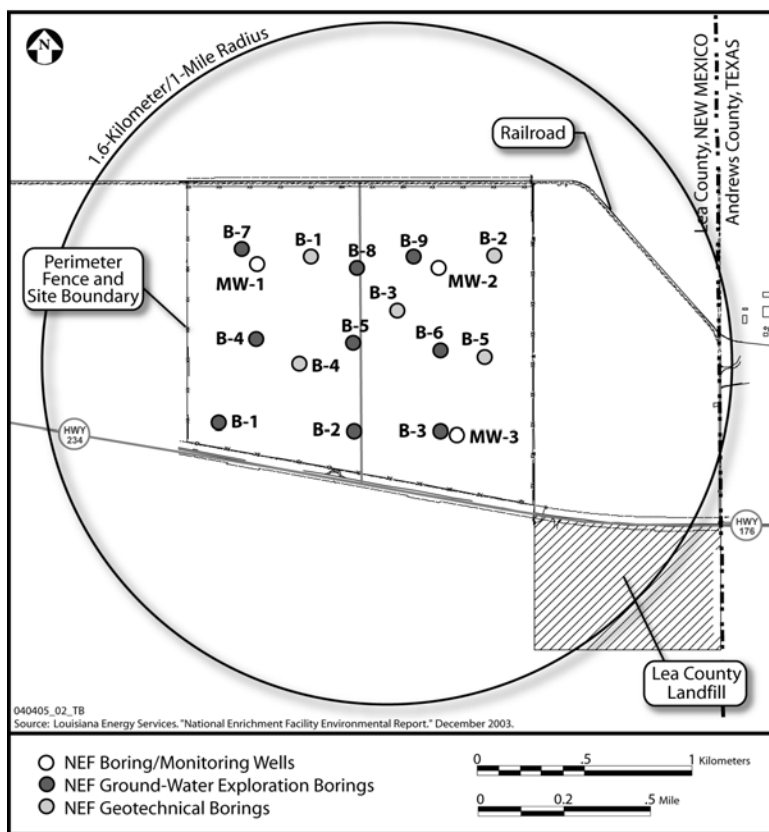 N
1.6-Kilometer/1-Mile Radius
Lea County, NEW MEXICO
Andrews County, TEXAS
Railroad
B-7
B-1
B-8
B-9
B-2
MW-1
MW-2
Perimeter
Fence and
Site Boundary
B-3
B-4
B-5
B-6
B-5
B-4
B-1
B-2
B-3
MW-3
HWY
234
HWY
176
Lea County
Landfill
040405_02_TB
Source: Louisiana Energy Services. "National Enrichment Facility Environmental Report." December 2003.
NEF Boring/Monitoring Wells
NEF Ground-Water Exploration Borings
NEF Geotechnical Borings
0 .5 1 Kilometers
0 0.2 .5 Mile